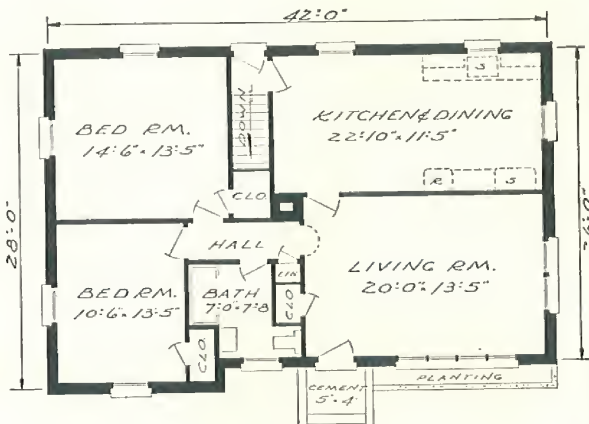 42'-0"
28'-0"
BED RM.
14'-6" x 13'-5"
DOWN
S
KITCHEN & DINING
22'-10" x 11'-5"
R
S
CLO.
HALL
LIN
CLO
LIVING RM.
20'-0" x 13'-5"
BED RM.
10'-6" x 13'-5"
BATH
7'-0" x 7'-8
CLO.
CEMENT
5' x 4'
PLANTING